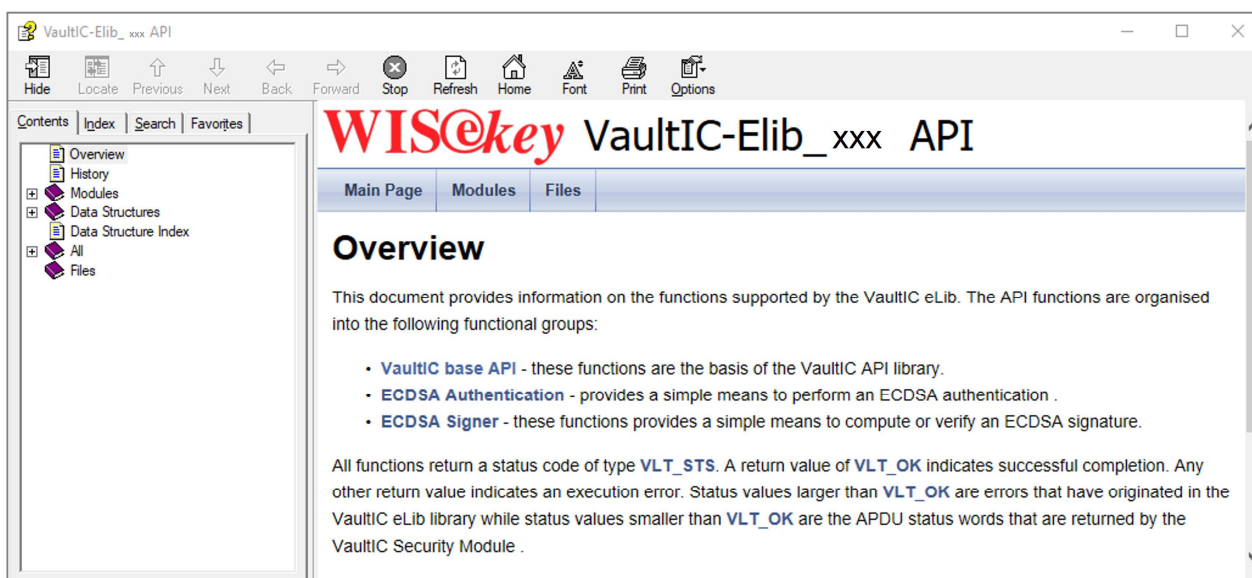 VaultIC-Elib_ xxx API
Hide Locate Previous Next Back Forward Stop Refresh Home Font Print Options
Contents Index Search Favorites
Overview
History
Modules
Data Structures
Data Structure Index
All
Files
WIS@key VaultIC-Elib_ xxx API
Main Page Modules Files
Overview
This document provides information on the functions supported by the VaultIC eLib. The API functions are organised
into the following functional groups:
• VaultIC base API - these functions are the basis of the VaultIC API library.
• ECDSA Authentication - provides a simple means to perform an ECDSA authentication .
• ECDSA Signer - these functions provides a simple means to compute or verify an ECDSA signature.
All functions return a status code of type VLT_STS. A return value of VLT_OK indicates successful completion. Any
other return value indicates an execution error. Status values larger than VLT_OK are errors that have originated in the
VaultIC eLib library while status values smaller than VLT_OK are the APDU status words that are returned by the
VaultIC Security Module .